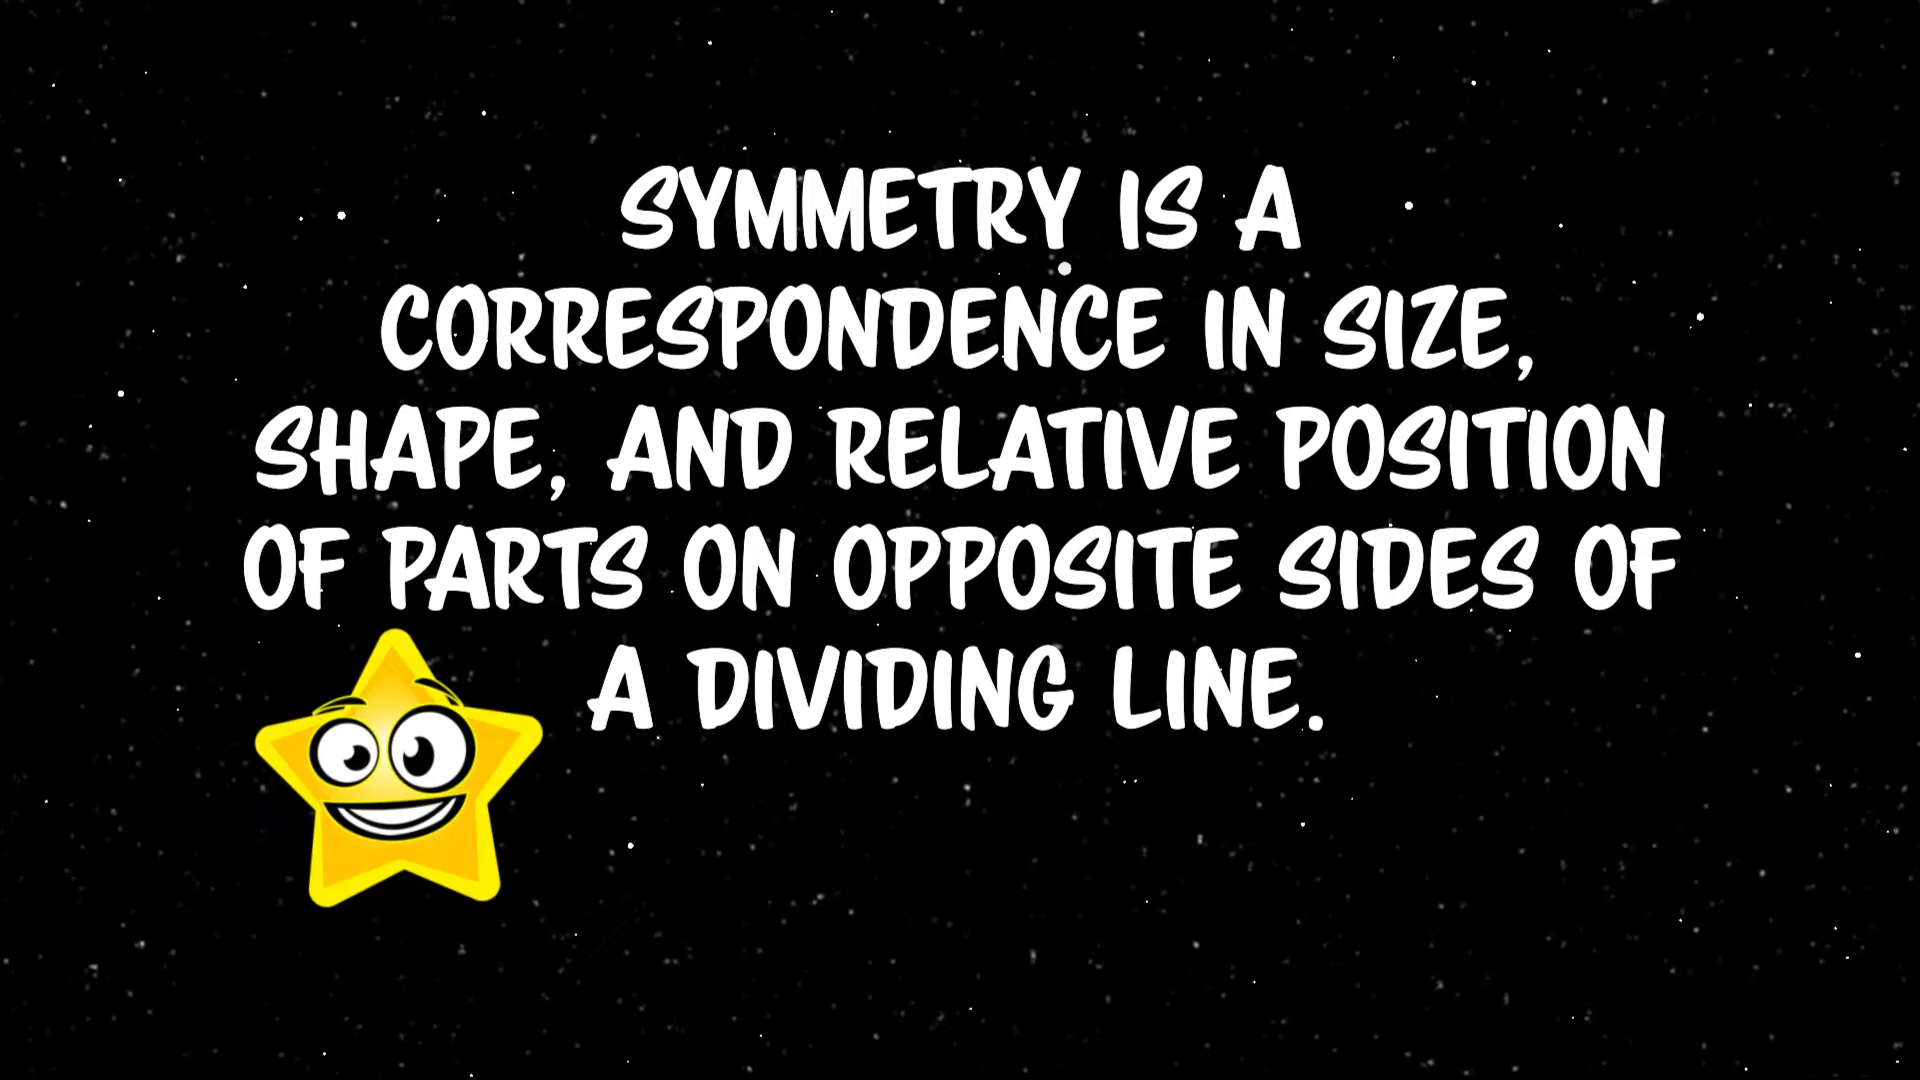 SYMMETRY IS A
CORRESPONDENCE IN SIZE,
SHAPE, AND RELATIVE POSITION
OF PARTS ON OPPOSITE SIDES OF
A DIVIDING LINE.